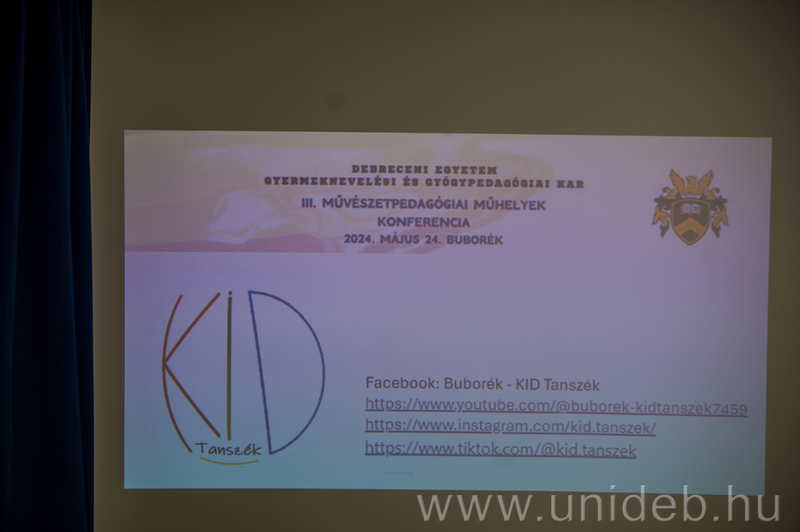 DEBRECENI EGYETEM
GYERMEKNEVELÉSI ÉS GYÓGYPEDAGÓGIAI KAR
III. MŰVÉSZETPEDAGÓGIAI MŰHELYEK
KONFERENCIA
2024. MÁJUS 24. BUBORÉK
KiD
Tanszék
Facebook: Buborék - KID Tanszék
https://www.youtube.com/@buborek-kidtanszek7459
https://www.instagram.com/kid.tanszek/
https://www.tiktok.com/@kid.tanszek
www.unideb.hu